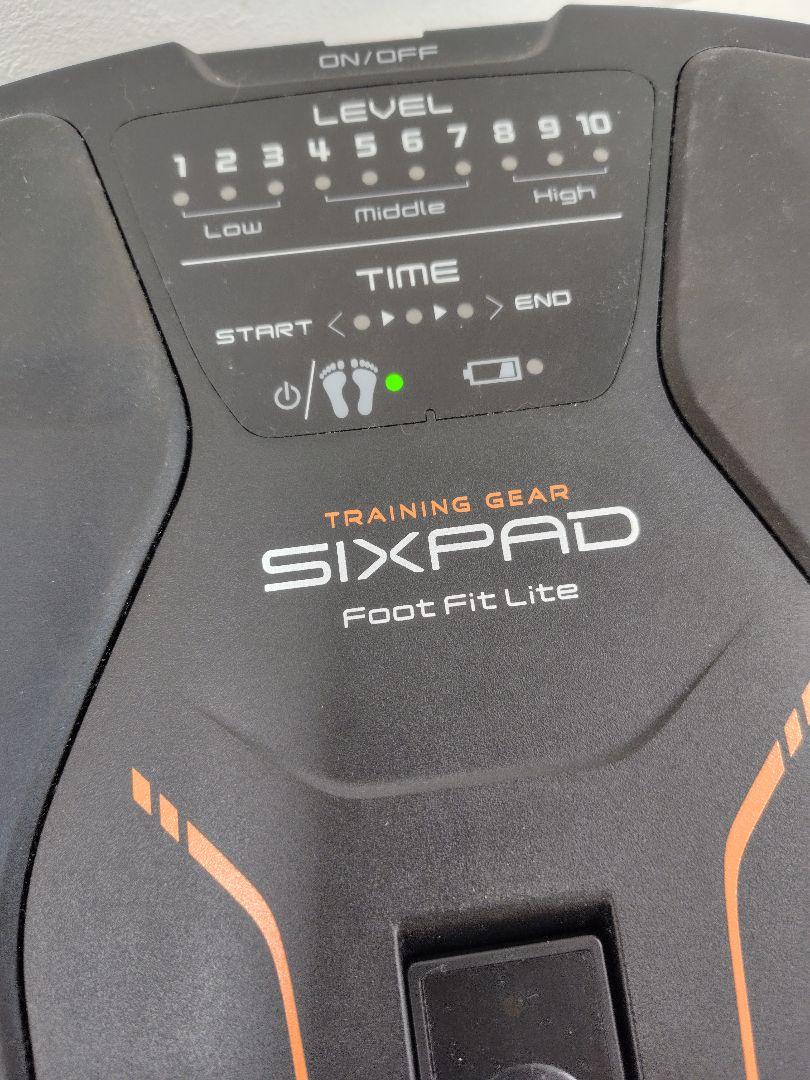 ON/OFF
LEVEL
1 2 3 4 5 6 7 8 9 10
Low Middle High
TIME
START < > END
TRAINING GEAR
SIXPAD
Foot Fit Lite